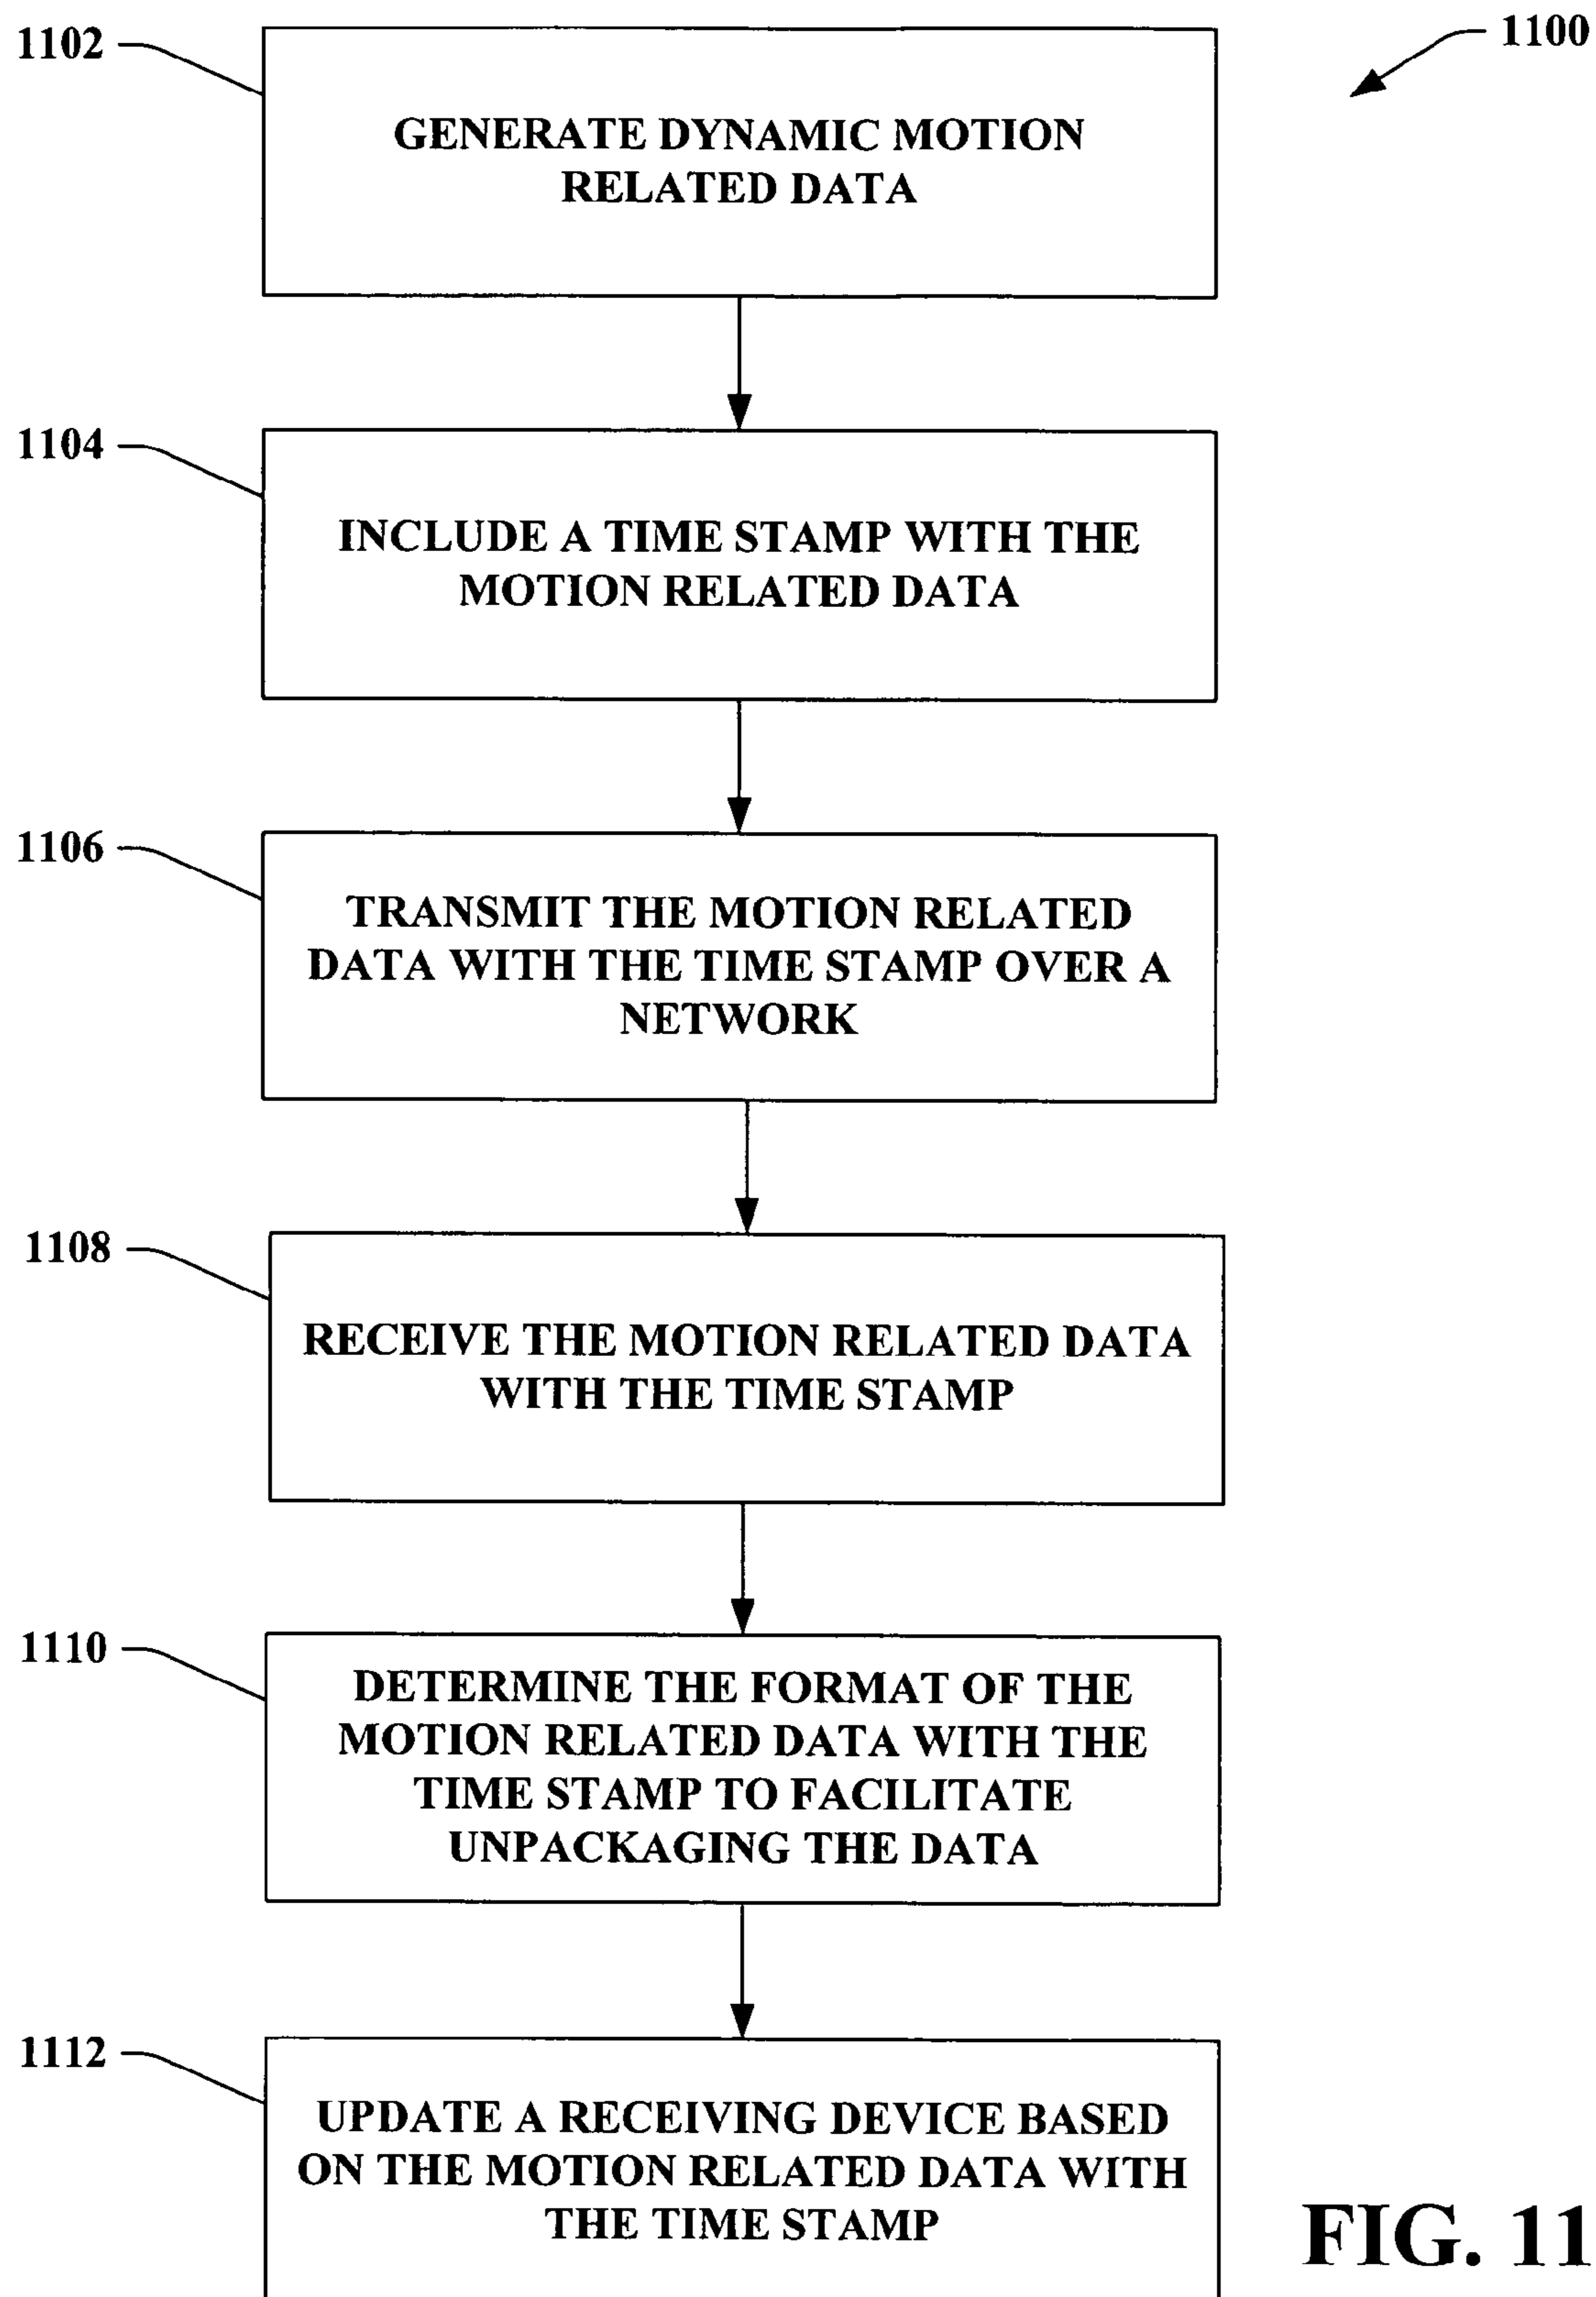 1102
1100
GENERATE DYNAMIC MOTION
RELATED DATA
1104
INCLUDE A TIME STAMP WITH THE
MOTION RELATED DATA
1106
TRANSMIT THE MOTION RELATED
DATA WITH THE TIME STAMP OVER A
NETWORK
1108
RECEIVE THE MOTION RELATED DATA
WITH THE TIME STAMP
1110
DETERMINE THE FORMAT OF THE
MOTION RELATED DATA WITH THE
TIME STAMP TO FACILITATE
UNPACKAGING THE DATA
1112
UPDATE A RECEIVING DEVICE BASED
ON THE MOTION RELATED DATA WITH
THE TIME STAMP
FIG. 11